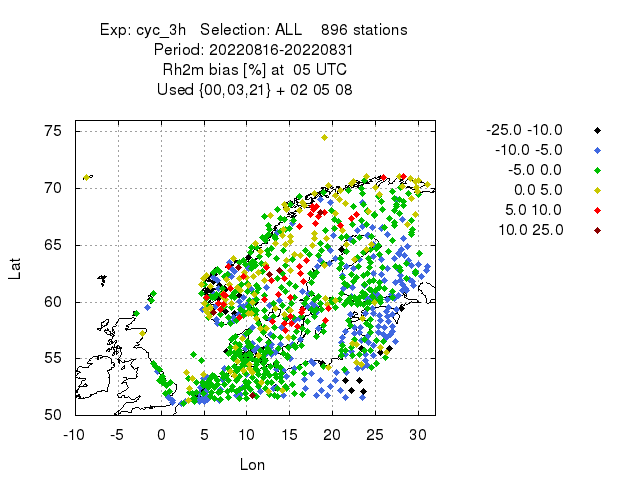 Exp: cyc_3h Selection: ALL 896 stations
Period: 20220816-20220831
Rh2m bias [%] at 05 UTC
Used {00,03,21} + 02 05 08
75
70
65
60
55
50
-10 -5 0 5 10 15 20 25 30
Lat
Lon
-25.0 -10.0
-10.0 -5.0
-5.0 0.0
0.0 5.0
5.0 10.0
10.0 25.0